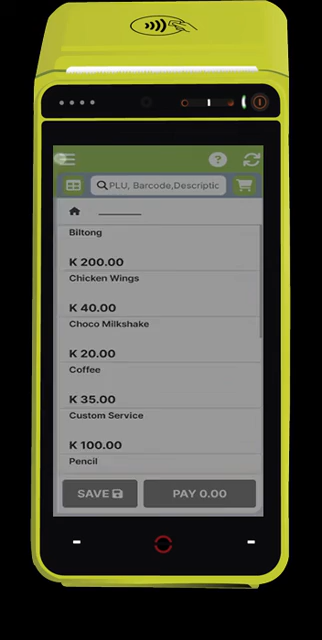 ?
PLU, Barcode,Descriptic
Biltong
K 200.00
Chicken Wings
K 40.00
Choco Milkshake
K 20.00
Coffee
K 35.00
Custom Service
K 100.00
Pencil
SAVE
PAY 0.00